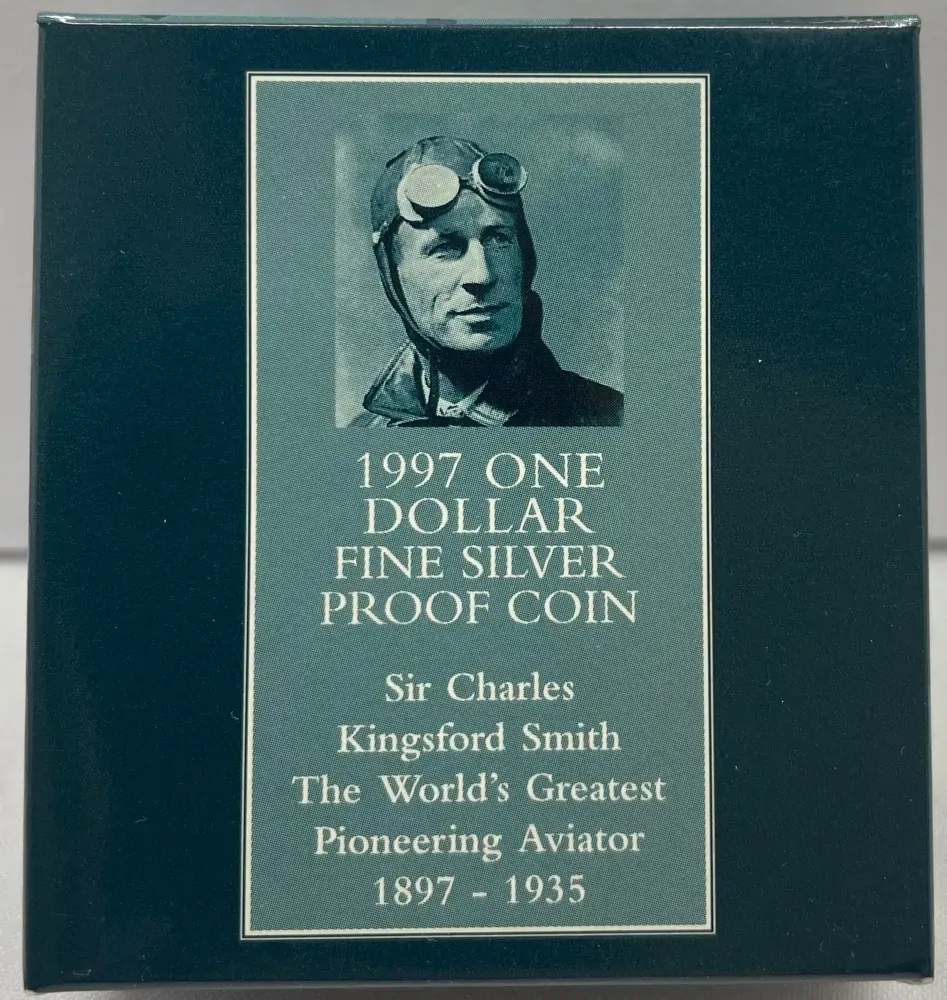 1997 ONE
DOLLAR
FINE SILVER
PROOF COIN
Sir Charles
Kingsford Smith
The World's Greatest
Pioneering Aviator
1897 - 1935